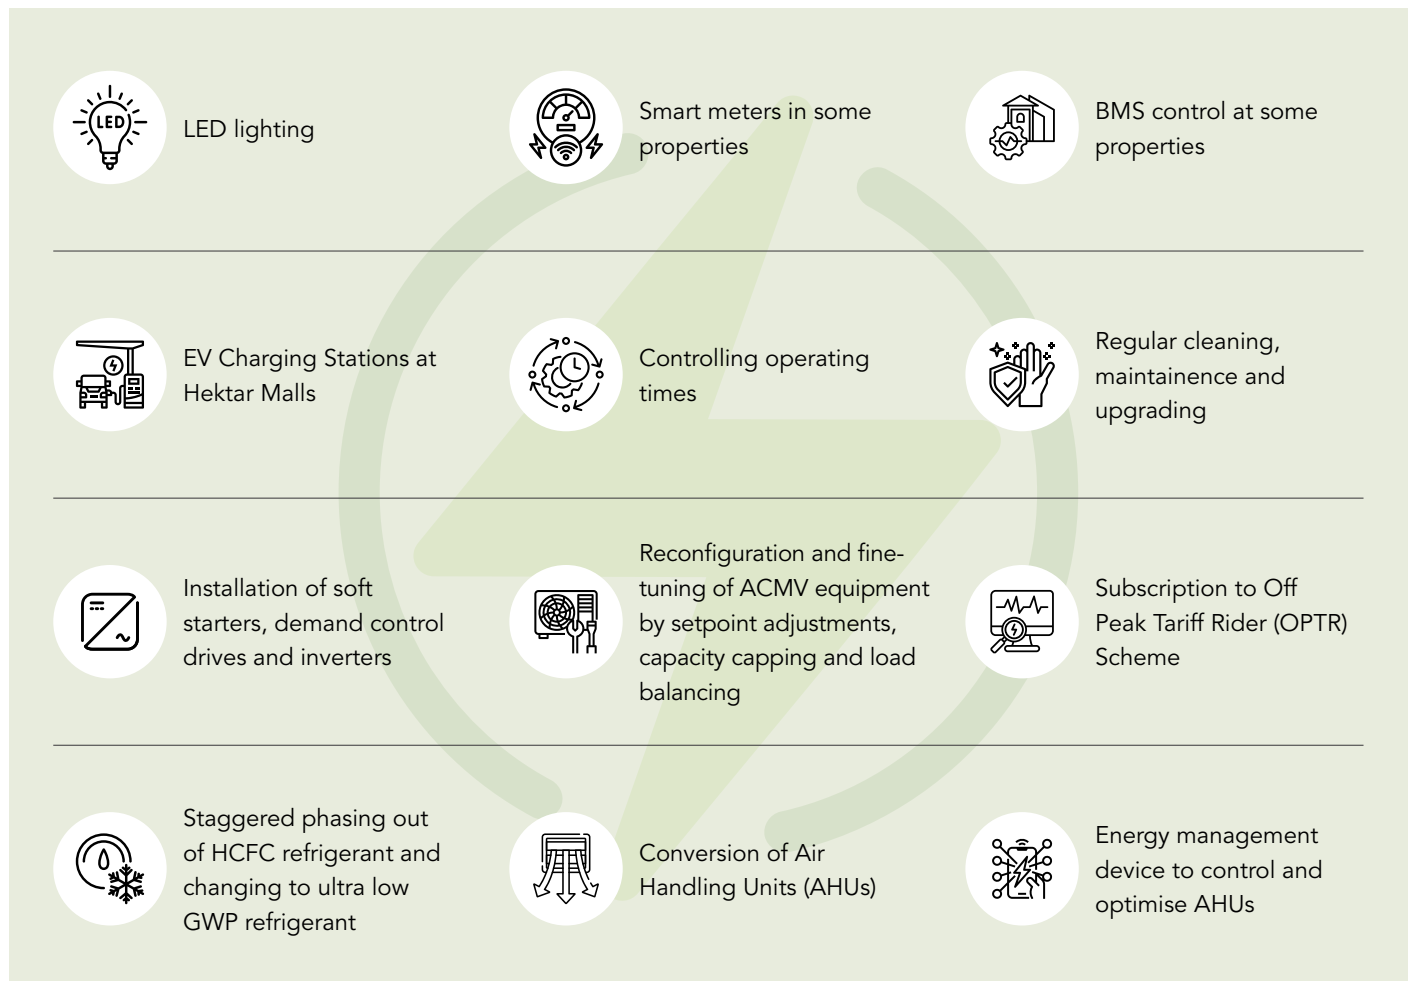 LED
LED lighting
Smart meters in some
properties
BMS control at some
properties
EV Charging Stations at
Hektar Malls
Controlling operating
times
Regular cleaning,
maintainence and
upgrading
Installation of soft
starters, demand control
drives and inverters
Reconfiguration and fine-
tuning of ACMV equipment
by setpoint adjustments,
capacity capping and load
balancing
Subscription to Off
Peak Tariff Rider (OPTR)
Scheme
Staggered phasing out
of HCFC refrigerant and
changing to ultra low
GWP refrigerant
Conversion of Air
Handling Units (AHUs)
Energy management
device to control and
optimise AHUs